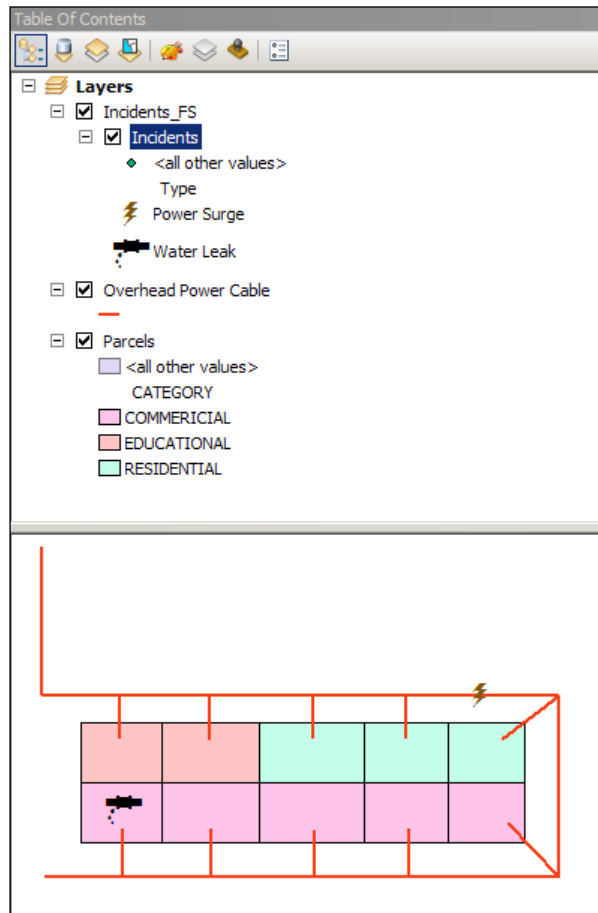 Table Of Contents
Layers
Incidents_FS
Incidents
<all other values>
Type
Power Surge
Water Leak
Overhead Power Cable
Parcels
<all other values>
CATEGORY
COMMERICIAL
EDUCATIONAL
RESIDENTIAL